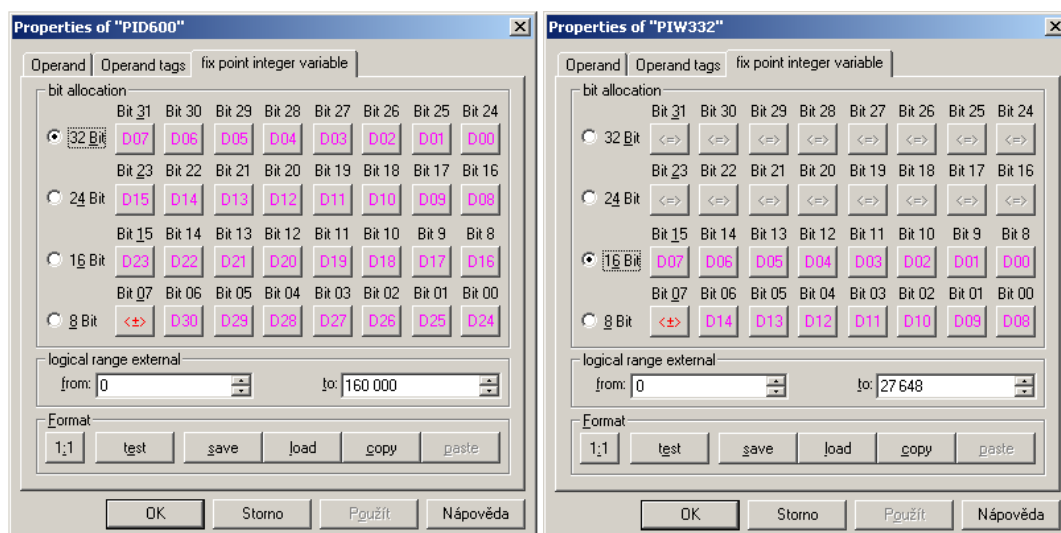 Properties of "PID600"
Operand Operand tags fix point integer variable
bit allocation
Bit 31 Bit 30 Bit 29 Bit 28 Bit 27 Bit 26 Bit 25 Bit 24
32 Bit D07 D06 D05 D04 D03 D02 D01 D00
Bit 23 Bit 22 Bit 21 Bit 20 Bit 19 Bit 18 Bit 17 Bit 16
24 Bit D15 D14 D13 D12 D11 D10 D09 D08
Bit 15 Bit 14 Bit 13 Bit 12 Bit 11 Bit 10 Bit 9 Bit 8
16 Bit D23 D22 D21 D20 D19 D18 D17 D16
Bit 07 Bit 06 Bit 05 Bit 04 Bit 03 Bit 02 Bit 01 Bit 00
8 Bit <±> D30 D29 D28 D27 D26 D25 D24
logical range external
from: 0 to: 160 000
Format
1:1 test save load copy paste
OK Storno Použít Nápověda
Properties of "PIW332"
Operand Operand tags fix point integer variable
bit allocation
Bit 31 Bit 30 Bit 29 Bit 28 Bit 27 Bit 26 Bit 25 Bit 24
32 Bit <=> <=> <=> <=> <=> <=> <=> <=>
Bit 23 Bit 22 Bit 21 Bit 20 Bit 19 Bit 18 Bit 17 Bit 16
24 Bit <=> <=> <=> <=> <=> <=> <=> <=>
Bit 15 Bit 14 Bit 13 Bit 12 Bit 11 Bit 10 Bit 9 Bit 8
16 Bit D07 D06 D05 D04 D03 D02 D01 D00
Bit 07 Bit 06 Bit 05 Bit 04 Bit 03 Bit 02 Bit 01 Bit 00
8 Bit <±> D14 D13 D12 D11 D10 D09 D08
logical range external
from: 0 to: 27 648
Format
1:1 test save load copy paste
OK Storno Použít Nápověda